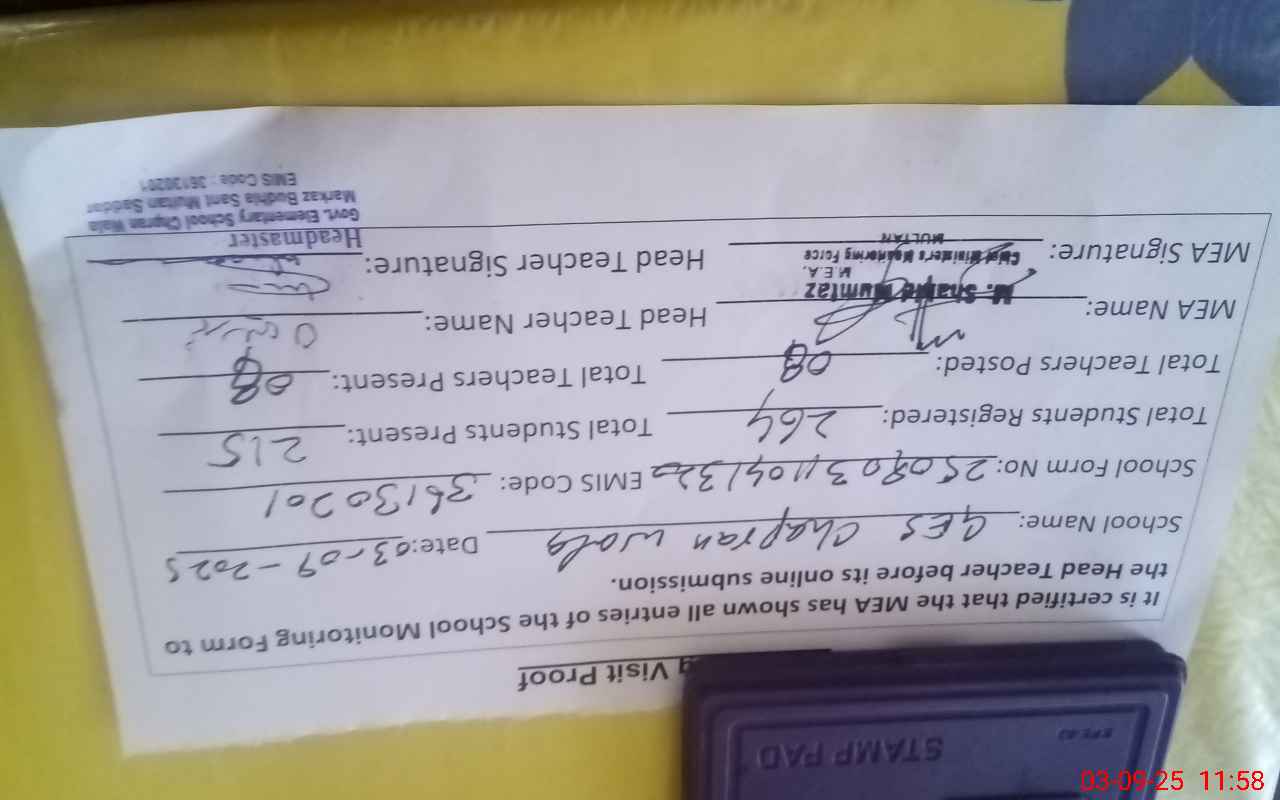 g Visit Proof
It is certified that the MEA has shown all entries of the School Monitoring Form to
the Head Teacher before its online submission.
School Name: GES Chapran wala Date: 03-09-2025
School Form No: EMIS Code: 36130201
Total Students Registered: 264 Total Students Present: 215
Total Teachers Posted: 08 Total Teachers Present: 08
MEA Name: Head Teacher Name:
M. Shahid Mumtaz
M.E.A.
Chief Minister's Monitoring Force
MULTAN
MEA Signature: Head Teacher Signature:
Headmaster
Govt. Elementary School Chpran Wala
Markaz Budhla Sant Multan Saddar
EMIS Code : 36130201
STAMP PAD
03-09-25 11:58